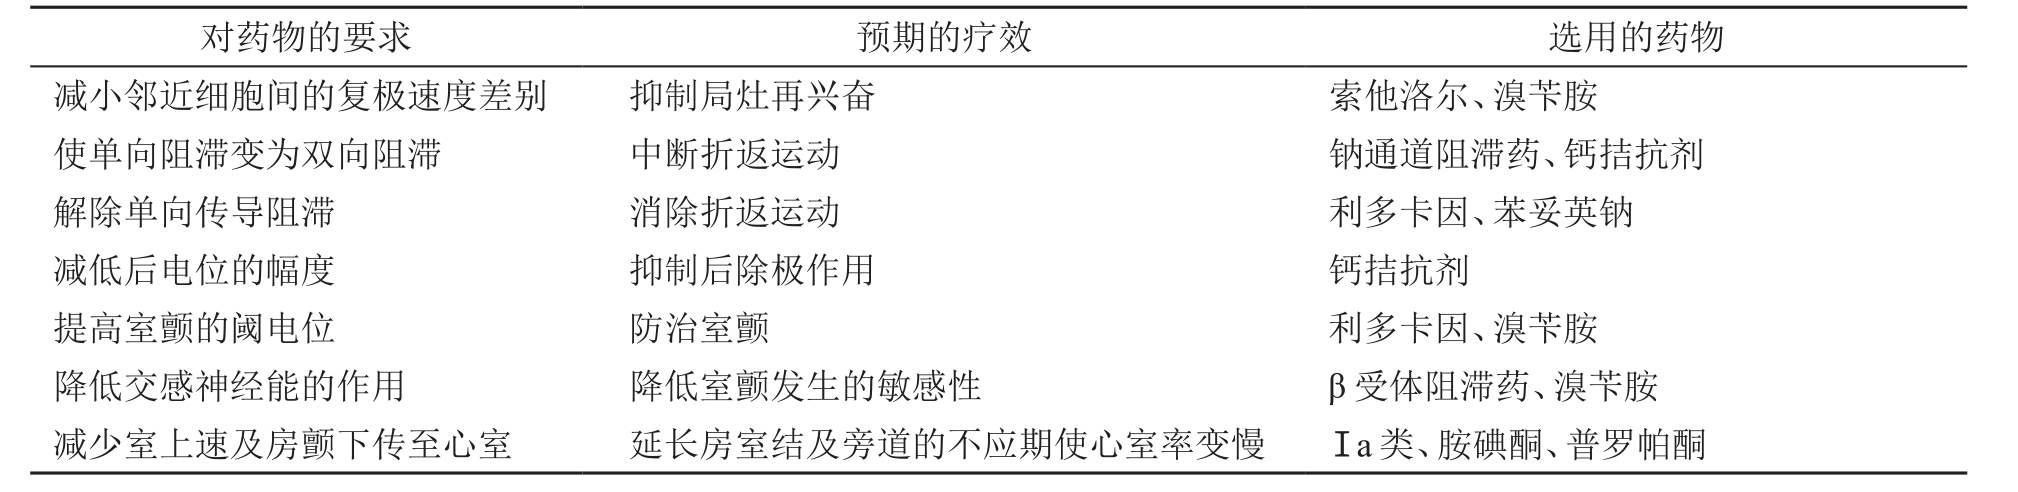 对药物的要求 预期的疗效 选用的药物
减小邻近细胞间的复极速度差别 抑制局灶再兴奋 索他洛尔、溴苄胺
使单向阻滞变为双向阻滞 中断折返运动 钠通道阻滞药、钙拮抗剂
解除单向传导阻滞 消除折返运动 利多卡因、苯妥英钠
减低后电位的幅度 抑制后除极作用 钙拮抗剂
提高室颤的阈电位 防治室颤 利多卡因、溴苄胺
降低交感神经能的作用 降低室颤发生的敏感性 β受体阻滞药、溴苄胺
减少室上速及房颤下传至心室 延长房室结及旁道的不应期使心室率变慢 Ⅰa类、胺碘酮、普罗帕酮